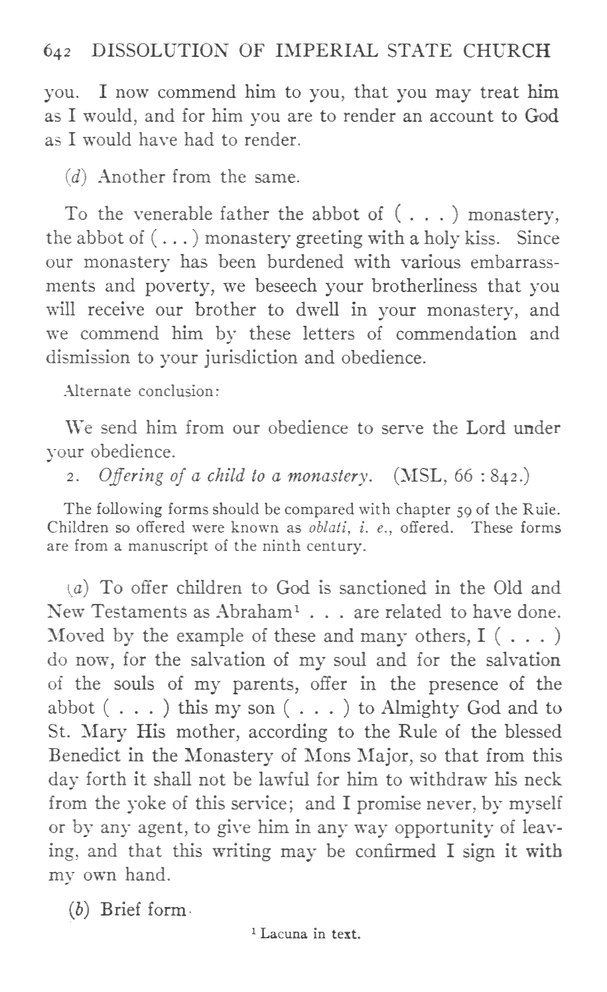 642 DISSOLUTION OF IMPERIAL STATE CHURCH
you. I now commend him to you, that you may treat him
as I would, and for him you are to render an account to God
as I would have had to render.
(d) Another from the same.
To the venerable father the abbot of ( . . . ) monastery,
the abbot of ( . . . ) monastery greeting with a holy kiss. Since
our monastery has been burdened with various embarrass-
ments and poverty, we beseech your brotherliness that you
will receive our brother to dwell in your monastery, and
we commend him by these letters of commendation and
dismission to your jurisdiction and obedience.
Alternate conclusion:
We send him from our obedience to serve the Lord under
your obedience.
2. Offering of a child to a monastery. (MSL, 66 : 842.)
The following forms should be compared with chapter 59 of the Ruie.
Children so offered were known as oblati, i. e., offered. These forms
are from a manuscript of the ninth century.
(a) To offer children to God is sanctioned in the Old and
New Testaments as Abraham¹ . . . are related to have done.
Moved by the example of these and many others, I ( . . . )
do now, for the salvation of my soul and for the salvation
of the souls of my parents, offer in the presence of the
abbot ( . . . ) this my son ( . . . ) to Almighty God and to
St. Mary His mother, according to the Rule of the blessed
Benedict in the Monastery of Mons Major, so that from this
day forth it shall not be lawful for him to withdraw his neck
from the yoke of this service; and I promise never, by myself
or by any agent, to give him in any way opportunity of leav-
ing, and that this writing may be confirmed I sign it with
my own hand.
(b) Brief form.
¹ Lacuna in text.